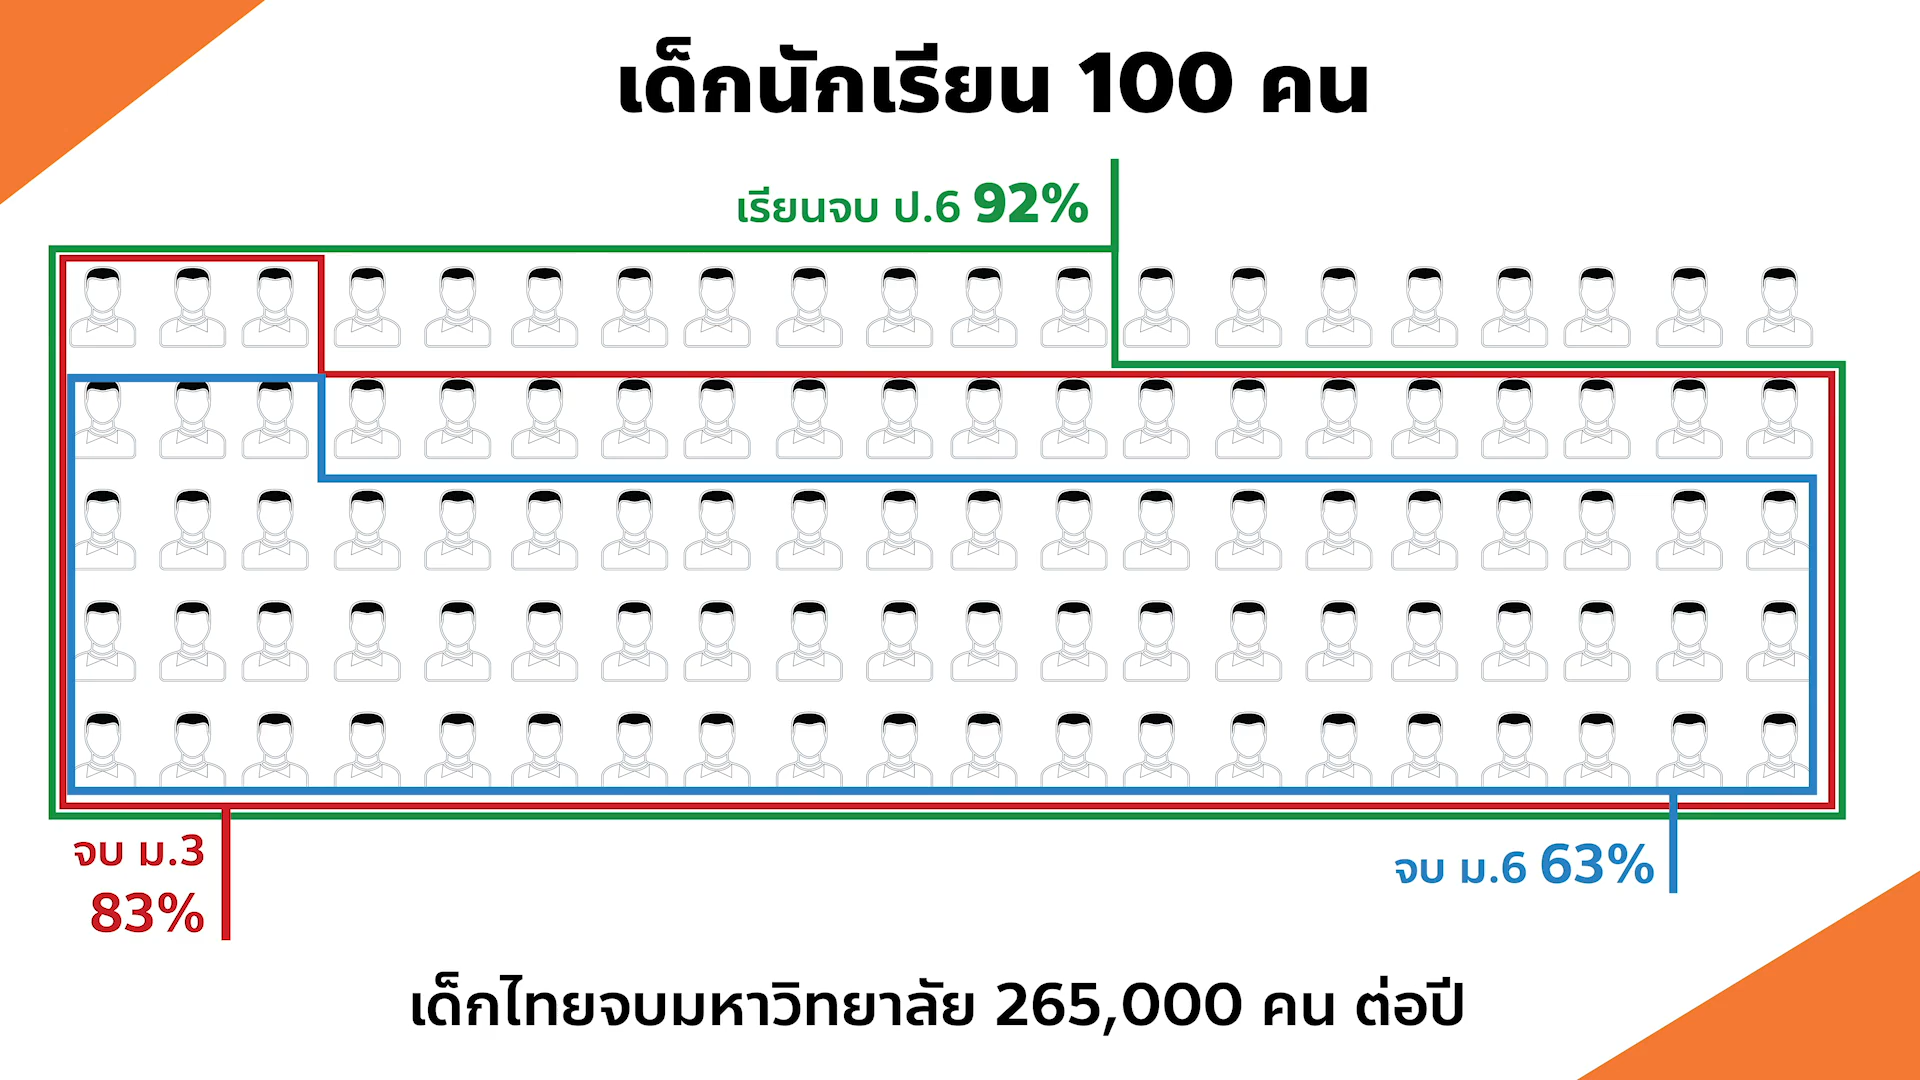 เด็กนักเรียน 100 คน
เรียนจบ ป.6 92%
จบ ม.3
83%
จบ ม.6 63%
เด็กไทยจบมหาวิทยาลัย 265,000 คน ต่อปี